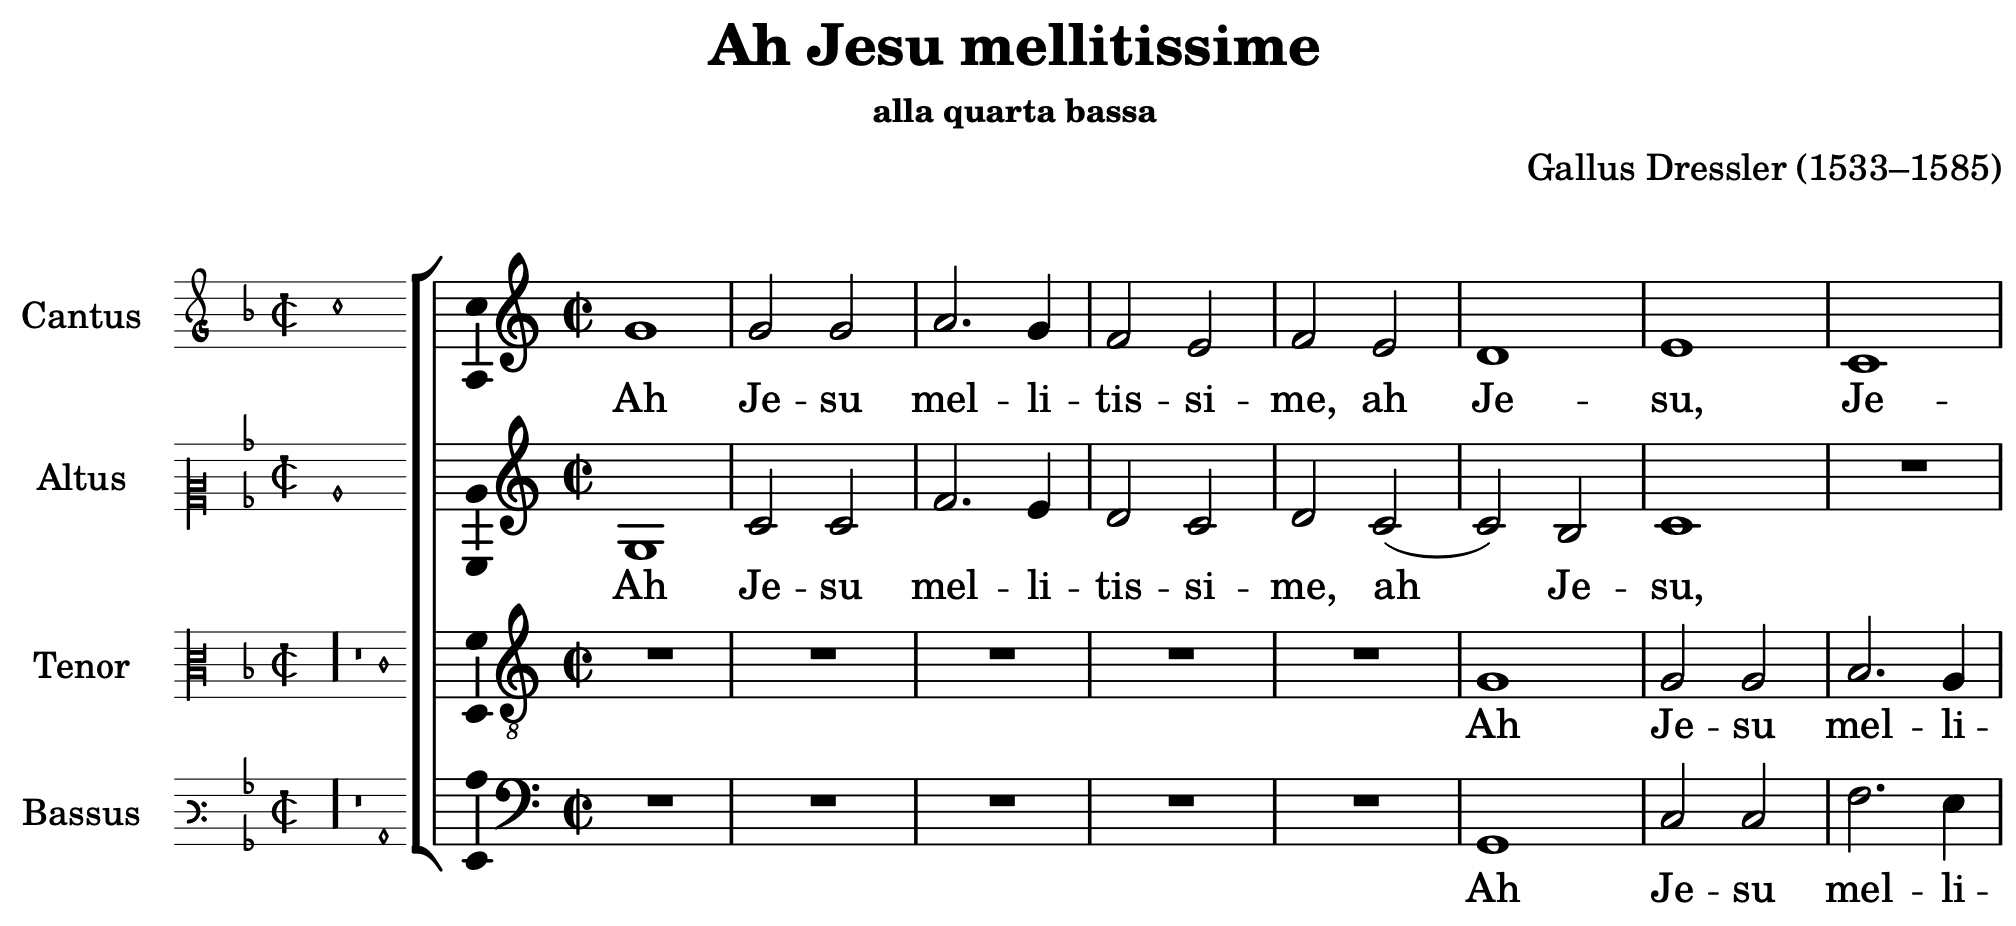 Ah Jesu mellitissime
alla quarta bassa
Gallus Dressler (1533–1585)
Cantus
Ah Je - su mel - li - tis - si - me, ah Je - su, Je -
Altus
Ah Je - su mel - li - tis - si - me, ah Je - su,
Tenor
8
Ah Je - su mel - li -
Bassus
Ah Je - su mel - li -